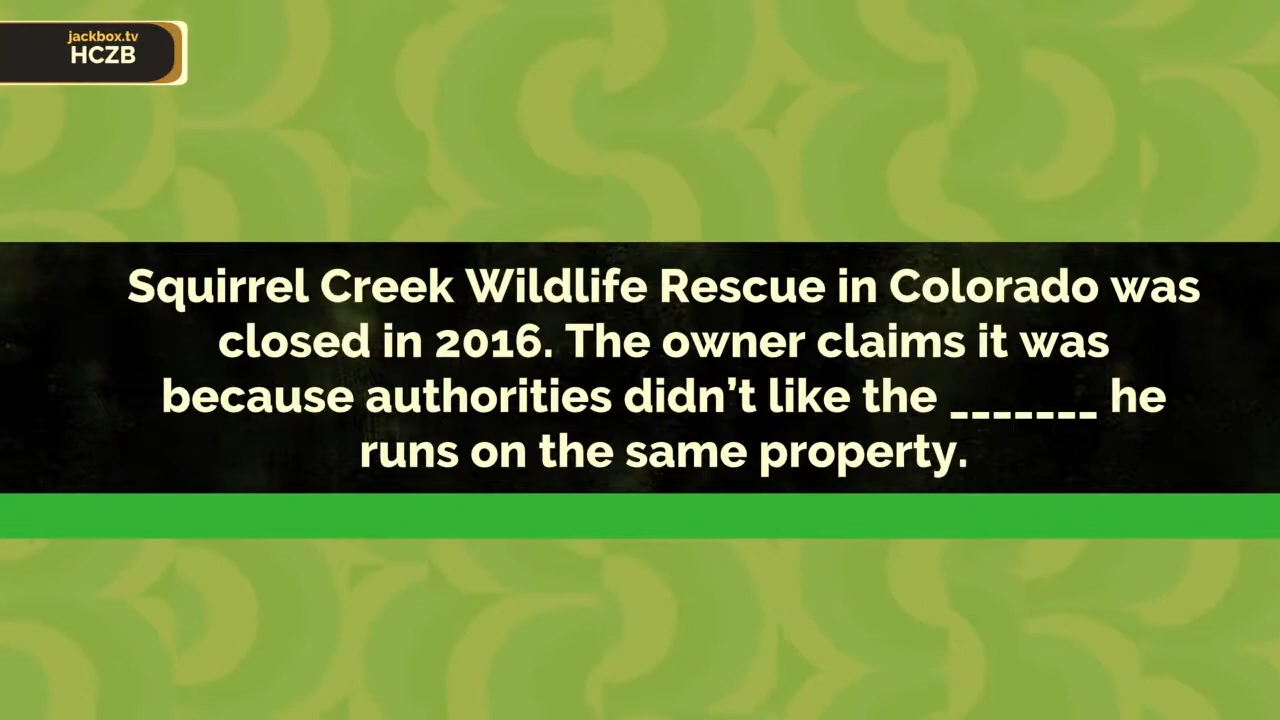 jackbox.tv
HCZB
Squirrel Creek Wildlife Rescue in Colorado was
closed in 2016. The owner claims it was
because authorities didn’t like the _______ he
runs on the same property.